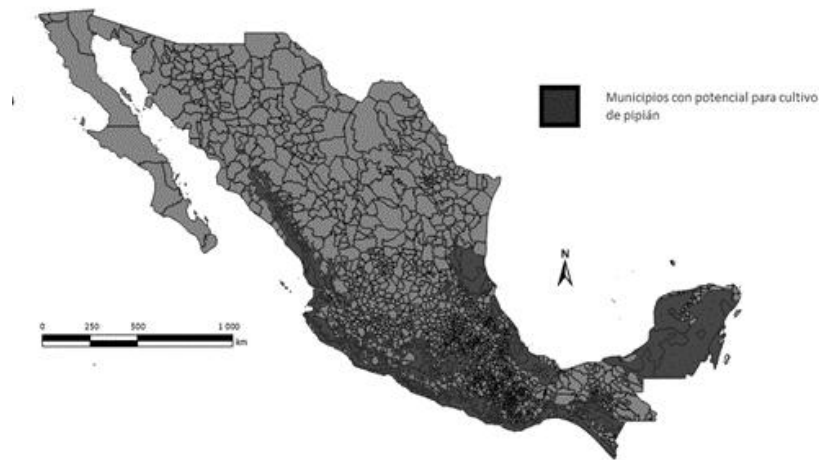 Municipios con potencial para cultivo
de pipián
N
0 250 500 1 000
km